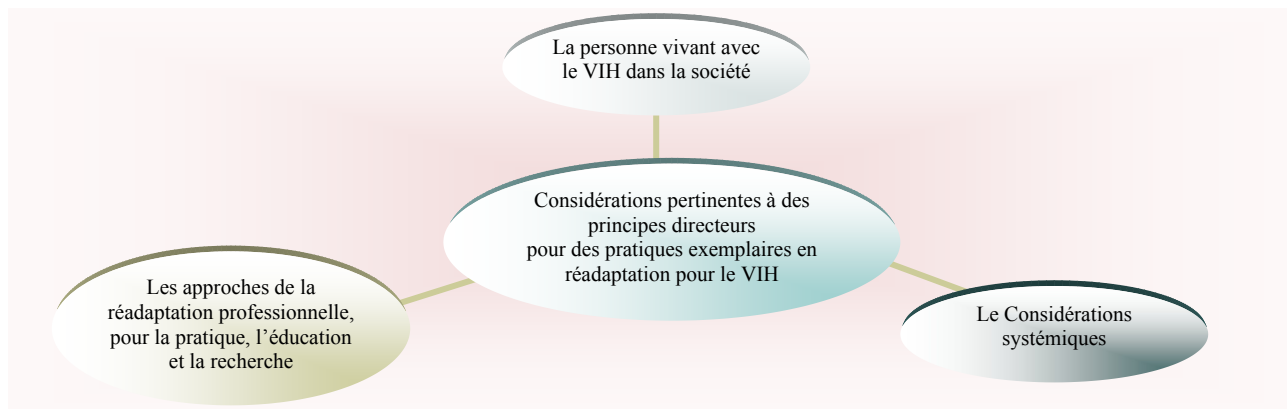 La personne vivant avec
le VIH dans la société
Considérations pertinentes à des
principes directeurs
pour des pratiques exemplaires en
réadaptation pour le VIH
Les approches de la
réadaptation professionnelle,
pour la pratique, l’éducation
et la recherche
Le Considérations
systémiques